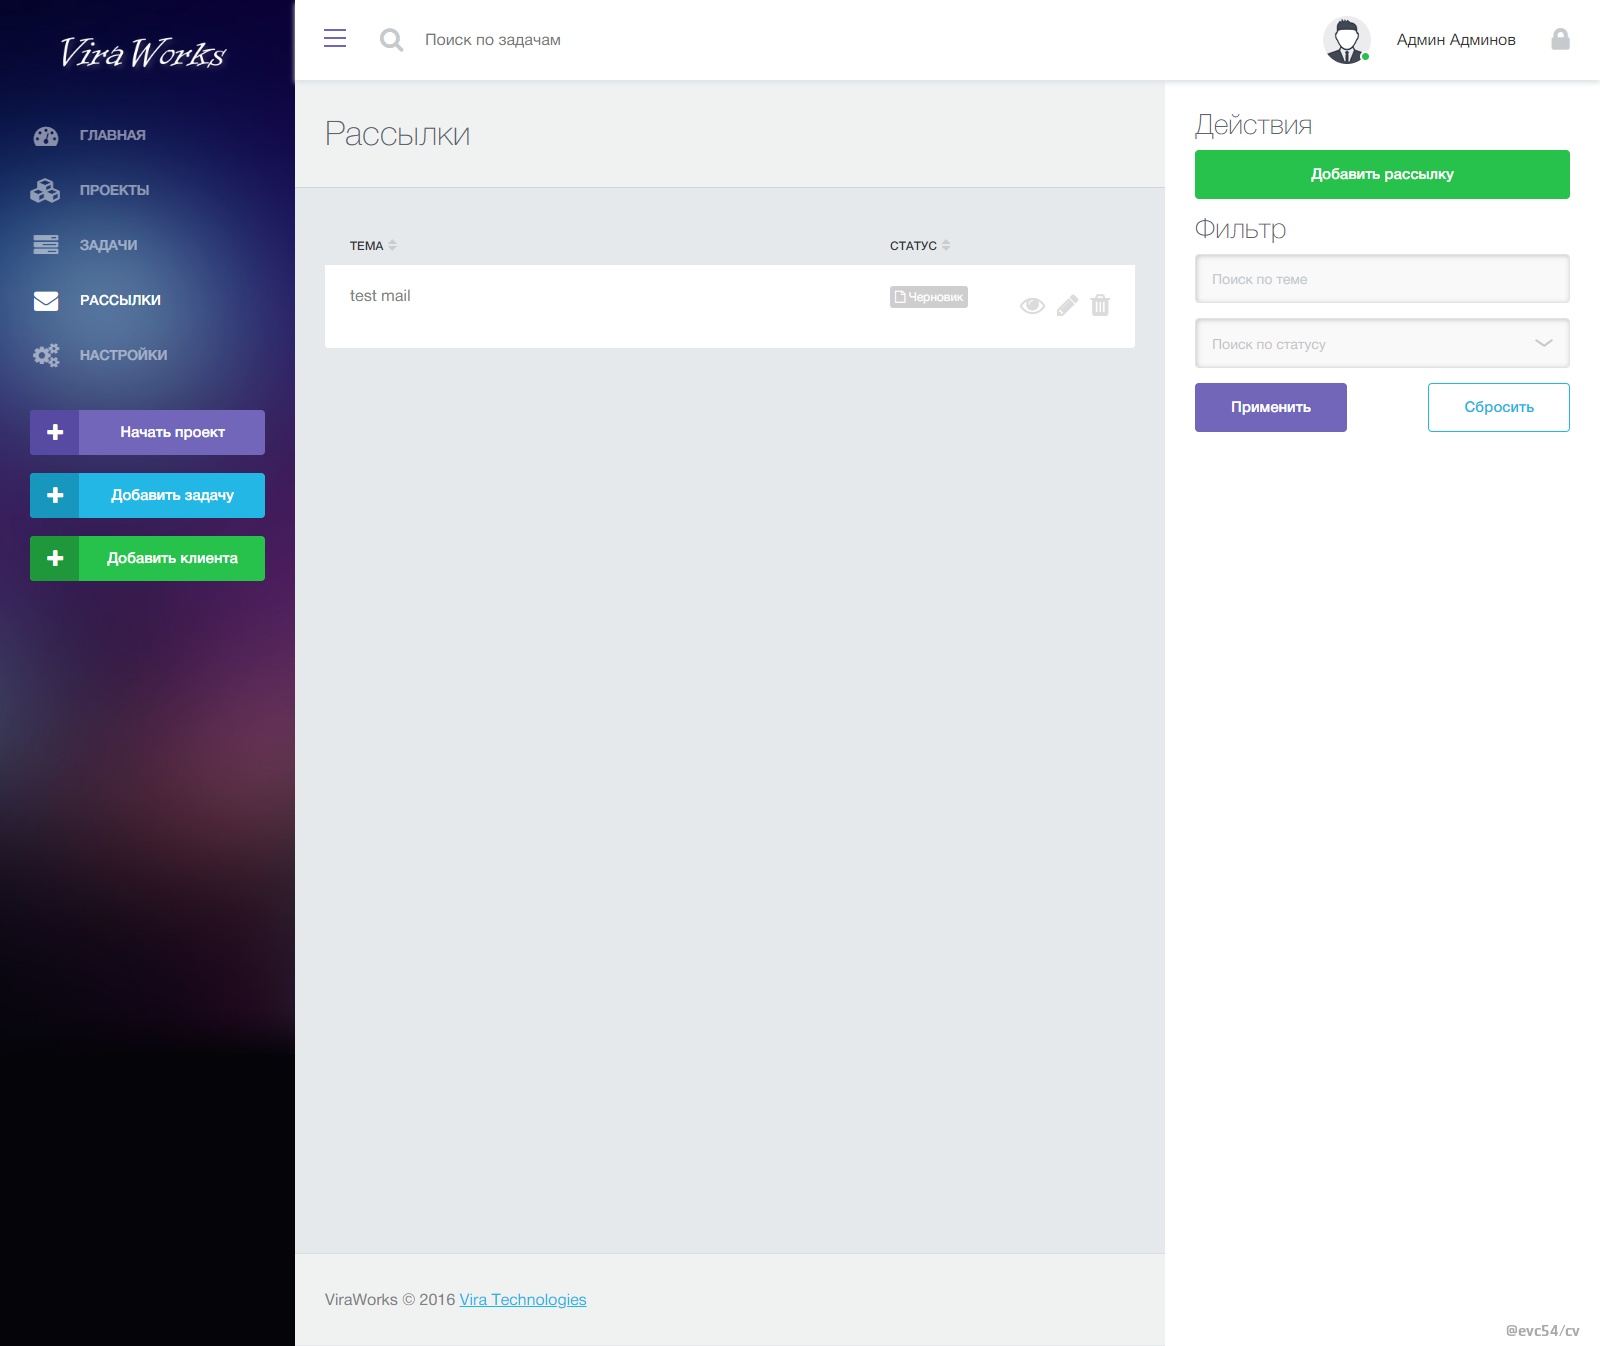 Vira Works
Поиск по задачам
Админ Админов
ГЛАВНАЯ
ПРОЕКТЫ
ЗАДАЧИ
РАССЫЛКИ
НАСТРОЙКИ
Начать проект
Добавить задачу
Добавить клиента
Рассылки
ТЕМА СТАТУС
test mail Черновик
Действия
Добавить рассылку
Фильтр
Поиск по теме
Поиск по статусу
Применить Сбросить
ViraWorks © 2016 Vira Technologies
@evc54/cv